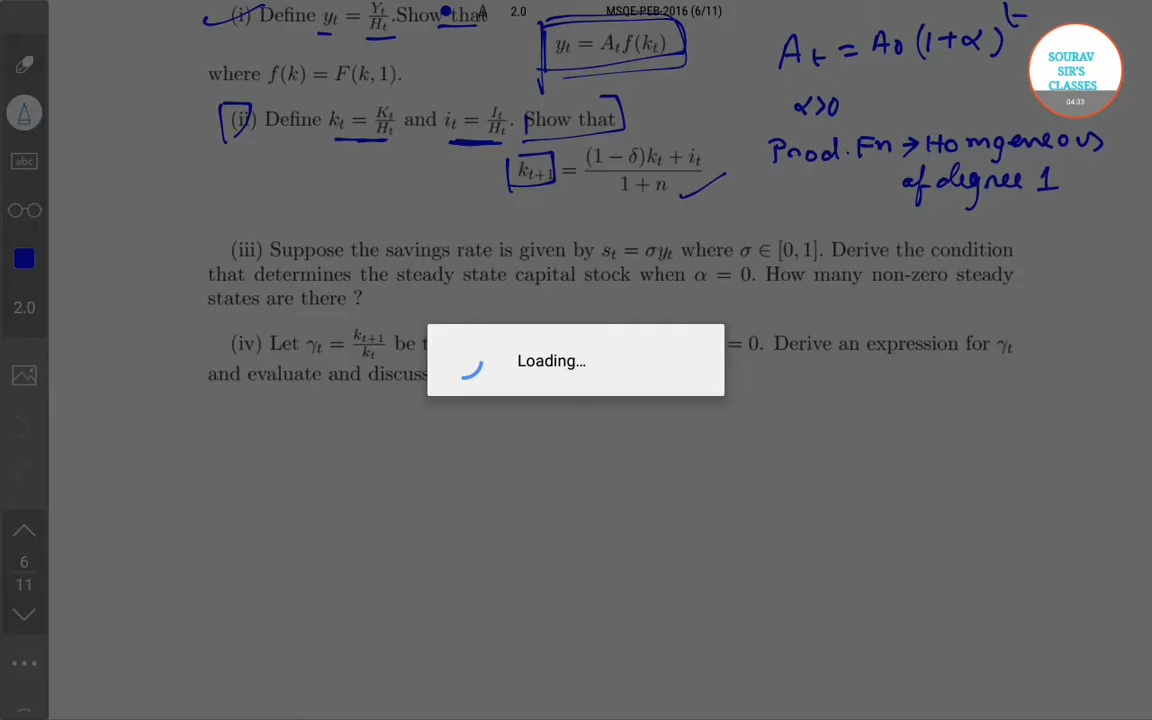 MSQE-PEB-2016 (6/11)
2.0
(i) Define y_t = Y_t/H_t. Show that
y_t = A_t f(k_t)
where f(k) = F(k, 1).
(ii) Define k_t = K_t/H_t and i_t = I_t/H_t. Show that
k_{t+1} = ((1 − δ)k_t + i_t)/(1 + n)
(iii) Suppose the savings rate is given by s_t = σy_t where σ ∈ [0, 1]. Derive the condition
that determines the steady state capital stock when α = 0. How many non-zero steady
states are there ?
(iv) Let γ_t = k_{t+1}/k_t be t = 0. Derive an expression for γ_t
and evaluate and discuss
Loading...
A_t = A_0 (1+α)^t
α>0
Prod. Fn → Homgeneous
of degree 1
SOURAV
SIR'S
CLASSES
04:33
abc
2.0
6
11